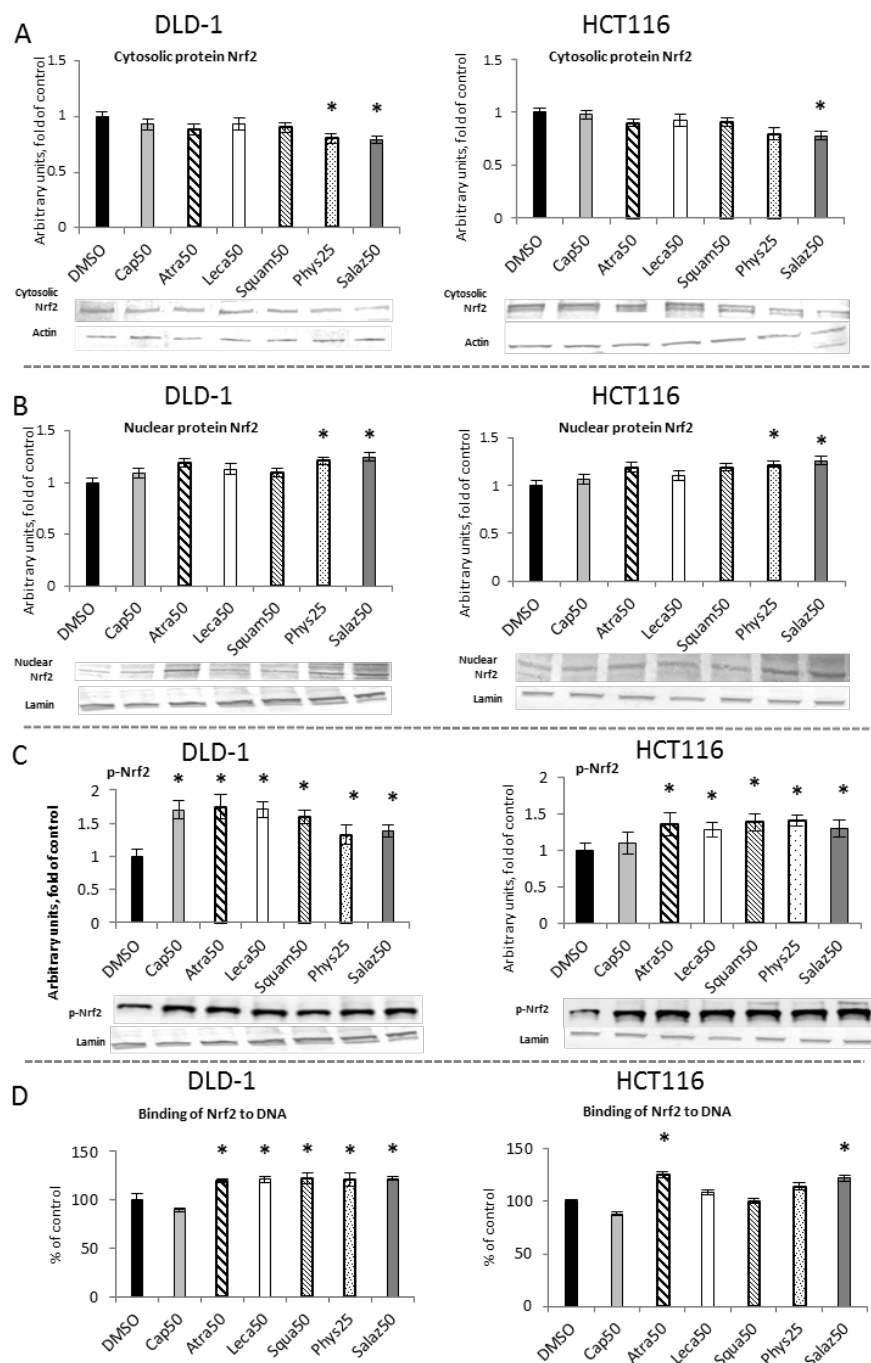 A
DLD-1
HCT116
Cytosolic protein Nrf2
Cytosolic protein Nrf2
Arbitrary units, fold of control
1.5
1
0.5
0
* *
DMSO Cap50 Atra50 Leca50 Squam50 Phys25 Salaz50
Cytosolic
Nrf2
Actin
Arbitrary units, fold of control
1.5
1
0.5
0
*
DMSO Cap50 Atra50 Leca50 Squam50 Phys25 Salaz50
Cytosolic
Nrf2
Actin
B
DLD-1
HCT116
Nuclear protein Nrf2
Nuclear protein Nrf2
Arbitrary units, fold of control
1.5
1
0.5
0
* *
DMSO Cap50 Atra50 Leca50 Squam50 Phys25 Salaz50
Nuclear
Nrf2
Lamin
Arbitrary units, fold of control
1.5
1
0.5
0
* *
DMSO Cap50 Atra50 Leca50 Squam50 Phys25 Salaz50
Nuclear
Nrf2
Lamin
C
DLD-1
HCT116
p-Nrf2
p-Nrf2
Arbitrary units, fold of control
2
1.5
1
0.5
0
* * * * * *
DMSO Cap50 Atra50 Leca50 Squam50 Phys25 Salaz50
p-Nrf2
Lamin
Arbitrary units, fold of control
2
1.5
1
0.5
0
* * * * *
DMSO Cap50 Atra50 Leca50 Squam50 Phys25 Salaz50
p-Nrf2
Lamin
D
DLD-1
HCT116
Binding of Nrf2 to DNA
Binding of Nrf2 to DNA
% of control
150
100
50
0
* * * * *
DMSO Cap50 Atra50 Leca50 Squa50 Phys25 Salaz50
% of control
150
100
50
0
* *
DMSO Cap50 Atra50 Leca50 Squa50 Phys25 Salaz50